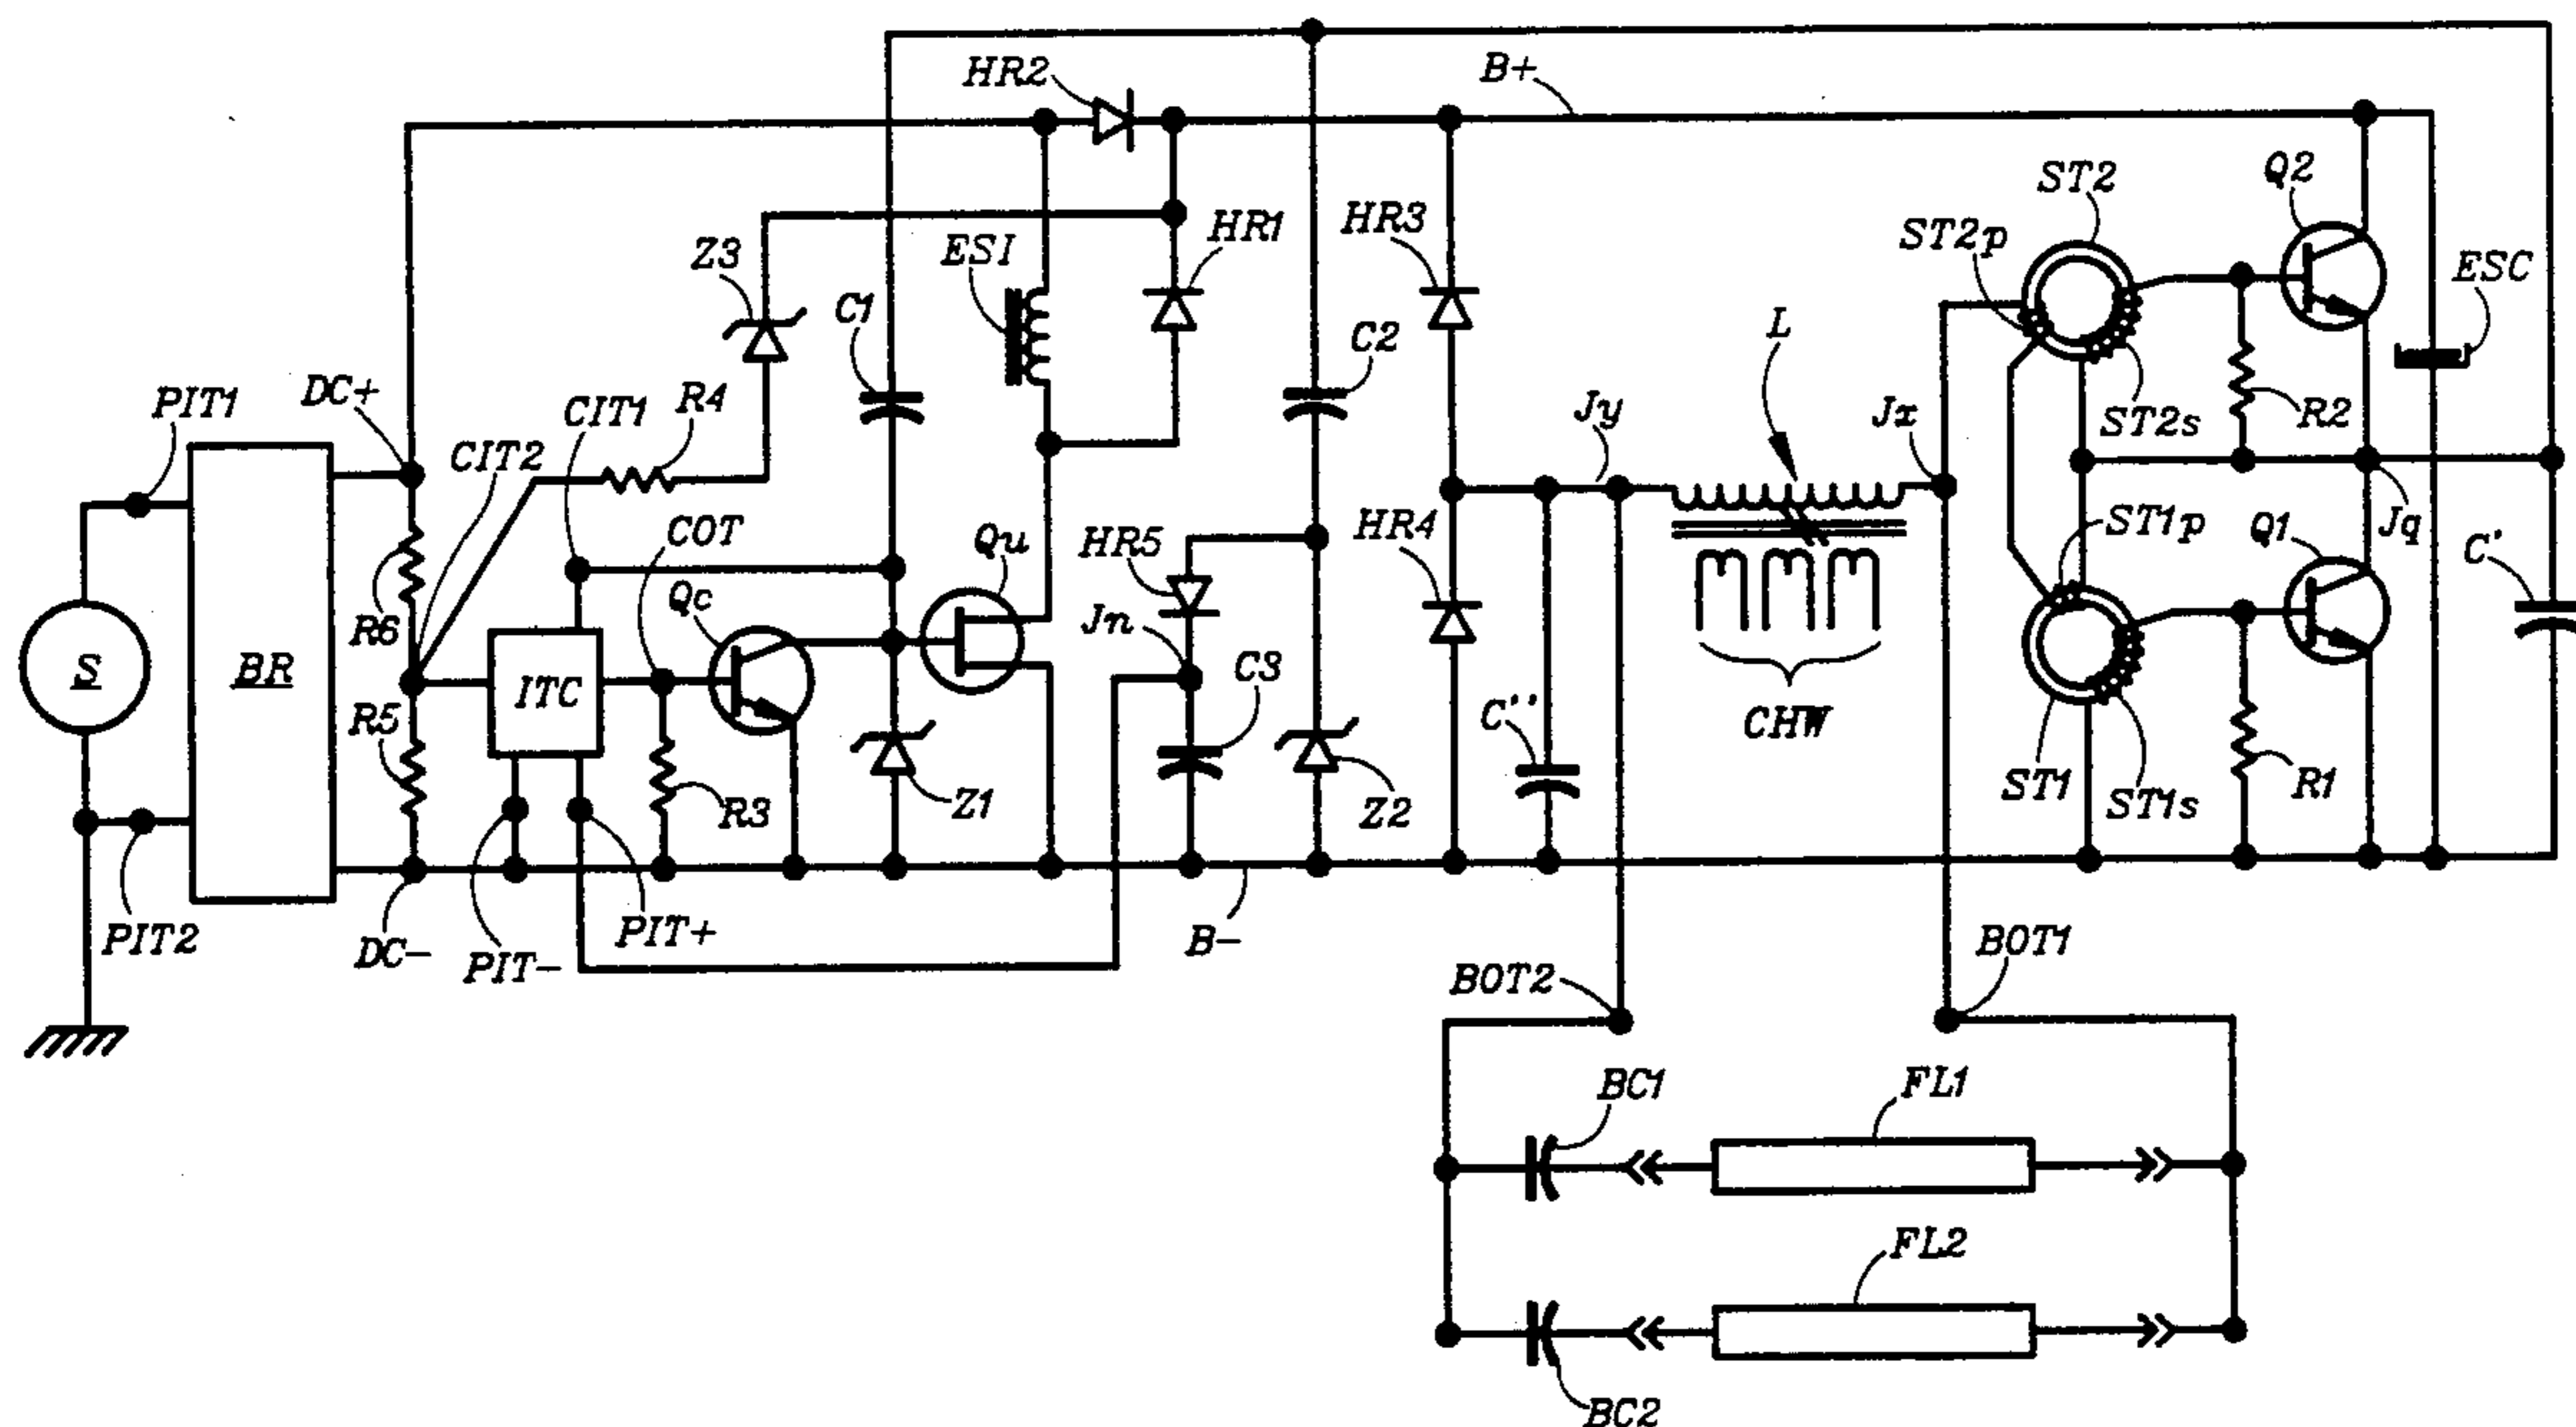 HR2
B+
ST2
Q2
ST2p
HR1
HR3
ESI
Z3
ESC
C1
L
C2
PIT1
DC+
CIT1
R4
Jy
Jx
ST2s
R2
CIT2
COT
Qu
HR5
HR4
ST1p
Q1
Jq
C'
R6
Qc
Jn
S
BR
ITC
C3
R5
C''
CHW
ST1
ST1s
R1
R3
Z1
Z2
PIT2
DC-
PIT-
PIT+
B-
BOT2
BOT1
BC1
FL1
FL2
BC2